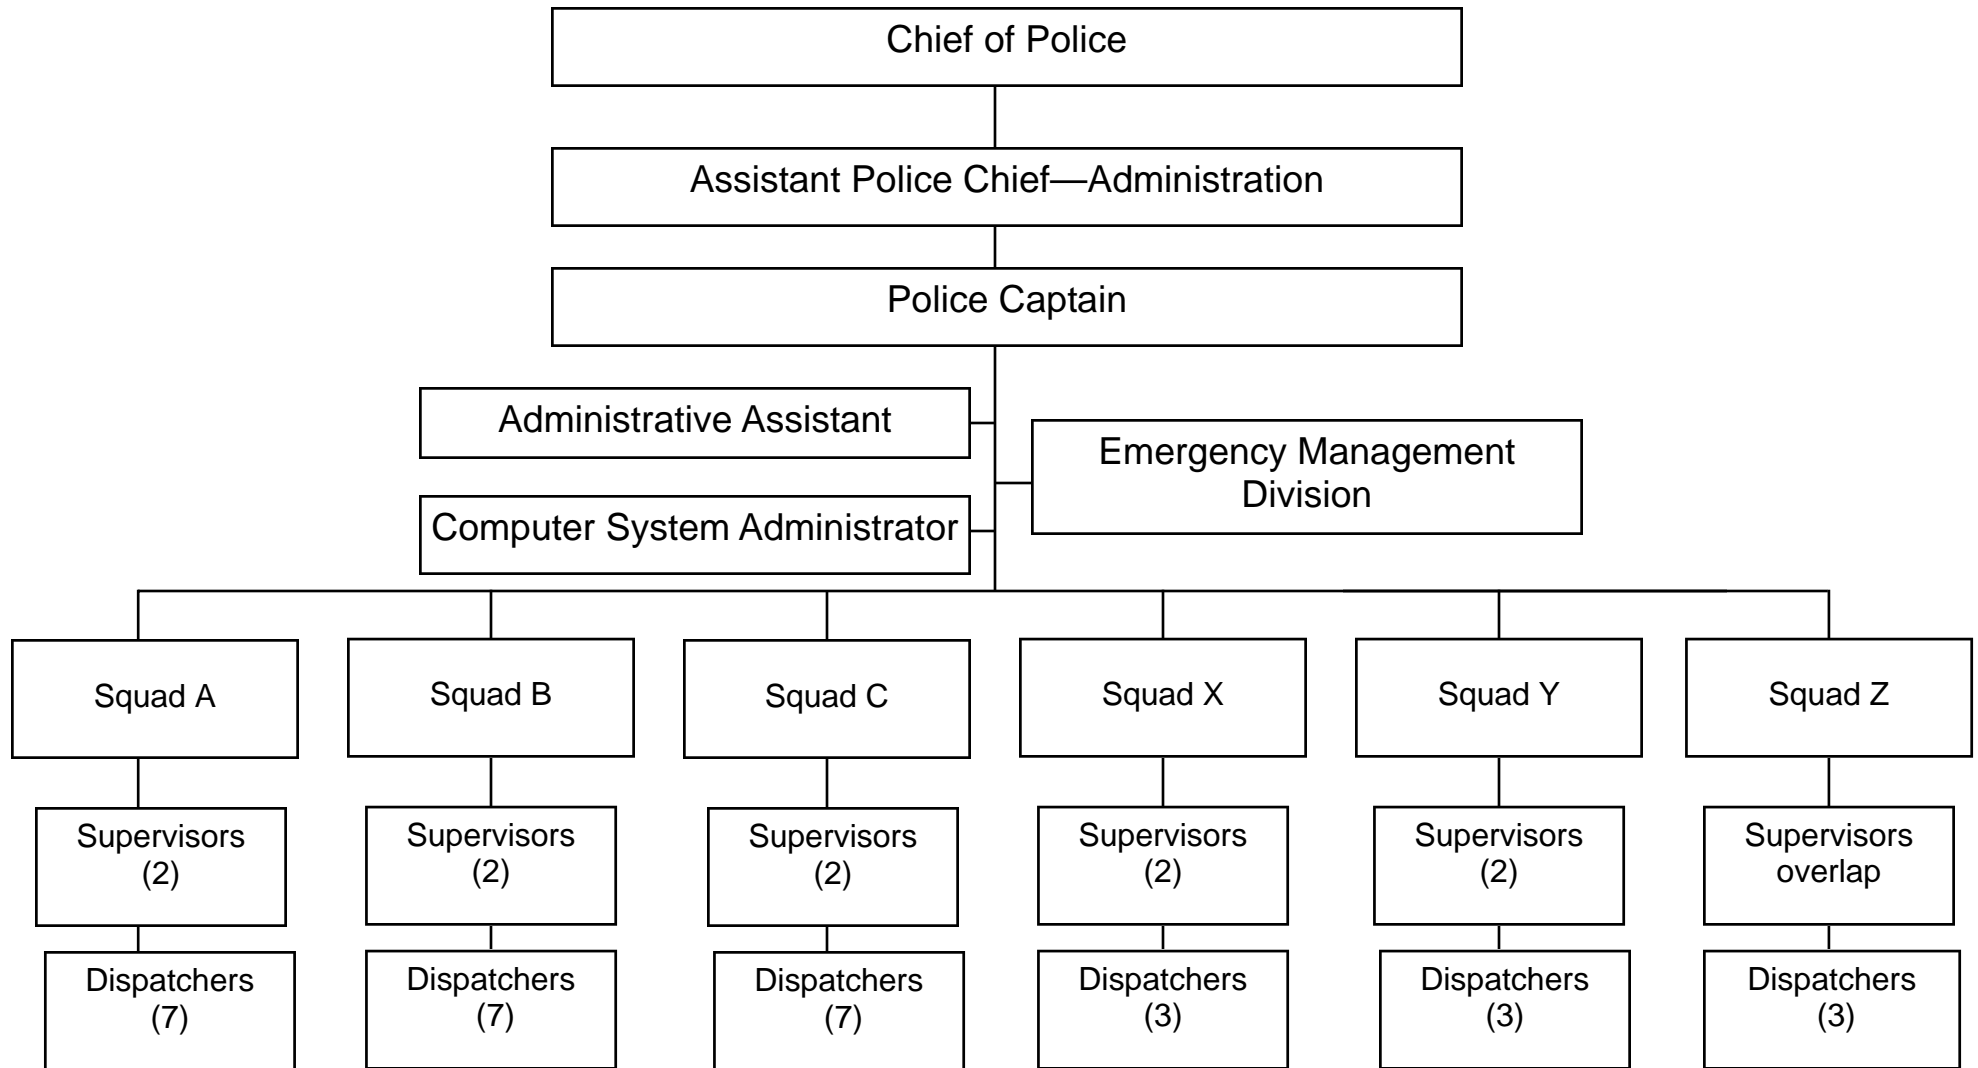 Chief of Police
Assistant Police Chief—Administration
Police Captain
Administrative Assistant
Emergency Management
Division
Computer System Administrator
Squad A
Squad B
Squad C
Squad X
Squad Y
Squad Z
Supervisors
(2)
Supervisors
(2)
Supervisors
(2)
Supervisors
(2)
Supervisors
(2)
Supervisors
overlap
Dispatchers
(7)
Dispatchers
(7)
Dispatchers
(7)
Dispatchers
(3)
Dispatchers
(3)
Dispatchers
(3)